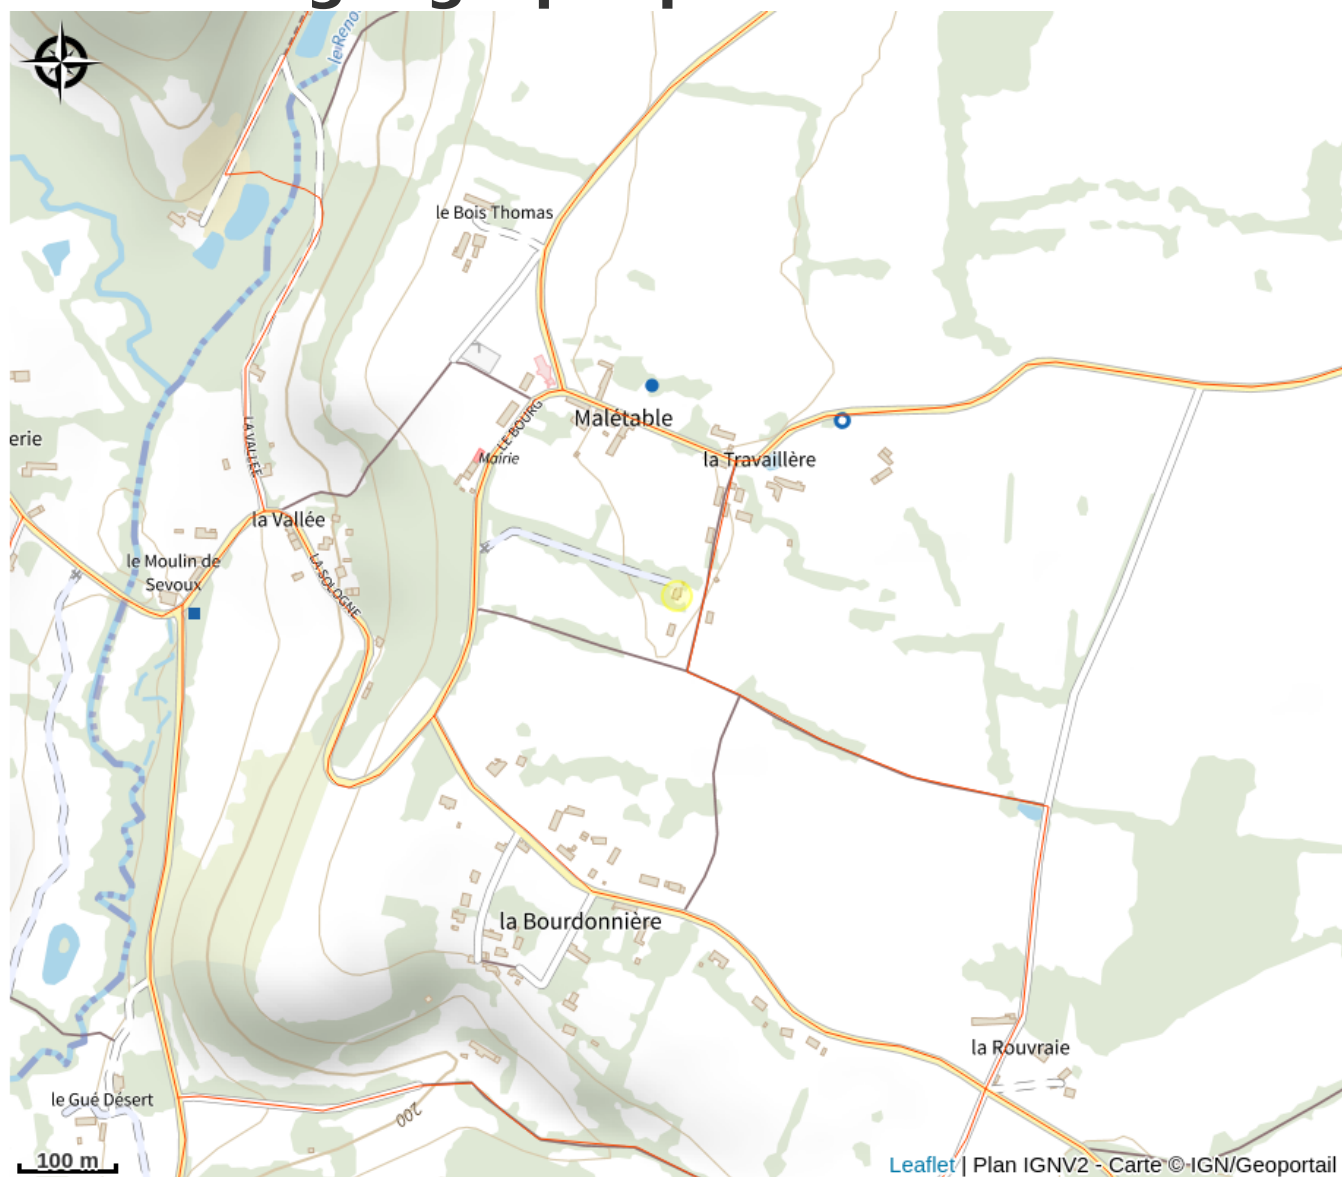 le Reno
le Bois Thomas
Malétable
LE BOURG
Mairie
erie
la Travaillère
LA VALLÉE
la Vallée
le Moulin de
Sevoux
LA SOLOGNE
la Bourdonnière
la Rouvraie
le Gué Désert
200
100 m
Leaflet | Plan IGNV2 - Carte © IGN/Geoportail